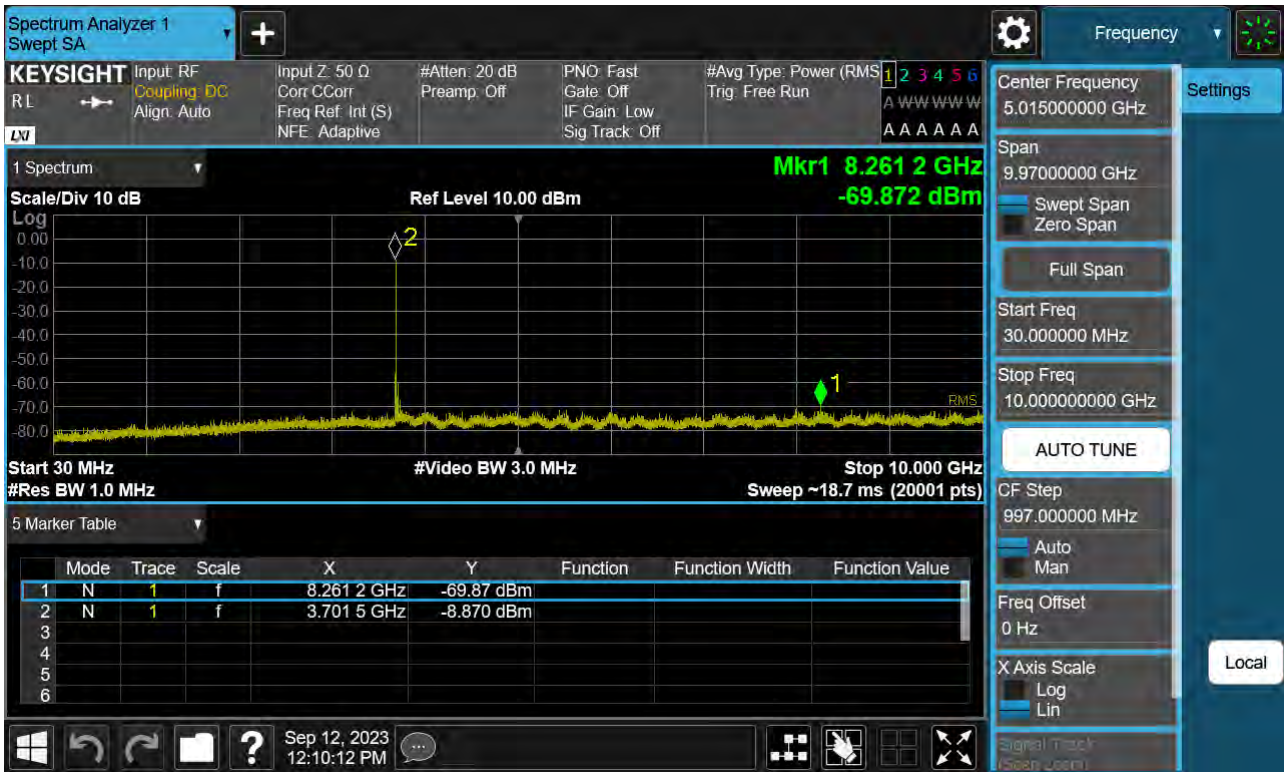 Spectrum Analyzer 1
Swept SA
+
Frequency
KEYSIGHT
RL
LXI
Input: RF
Coupling: DC
Align: Auto
Input Z: 50 Ω
Corr CCorr
Freq Ref: Int (S)
NFE: Adaptive
#Atten: 20 dB
Preamp: Off
PNO: Fast
Gate: Off
IF Gain: Low
Sig Track: Off
#Avg Type: Power (RMS
Trig: Free Run
1 2 3 4 5 6
A W W W W W
A A A A A A
1 Spectrum
Mkr1 8.261 2 GHz
Scale/Div 10 dB
Ref Level 10.00 dBm
-69.872 dBm
Log
0.00
-10.0
-20.0
-30.0
-40.0
-50.0
-60.0
-70.0
-80.0
2
1
RMS
Start 30 MHz
#Video BW 3.0 MHz
Stop 10.000 GHz
#Res BW 1.0 MHz
Sweep ~18.7 ms (20001 pts)
5 Marker Table
Mode Trace Scale X Y Function Function Width Function Value
1 N 1 f 8.261 2 GHz -69.87 dBm
2 N 1 f 3.701 5 GHz -8.870 dBm
3
4
5
6
Sep 12, 2023
12:10:12 PM
?
Center Frequency
5.015000000 GHz
Span
9.97000000 GHz
Swept Span
Zero Span
Full Span
Start Freq
30.000000 MHz
Stop Freq
10.000000000 GHz
AUTO TUNE
CF Step
997.000000 MHz
Auto
Man
Freq Offset
0 Hz
X Axis Scale
Log
Lin
Signal Track
(Span Zoom)
Settings
Local